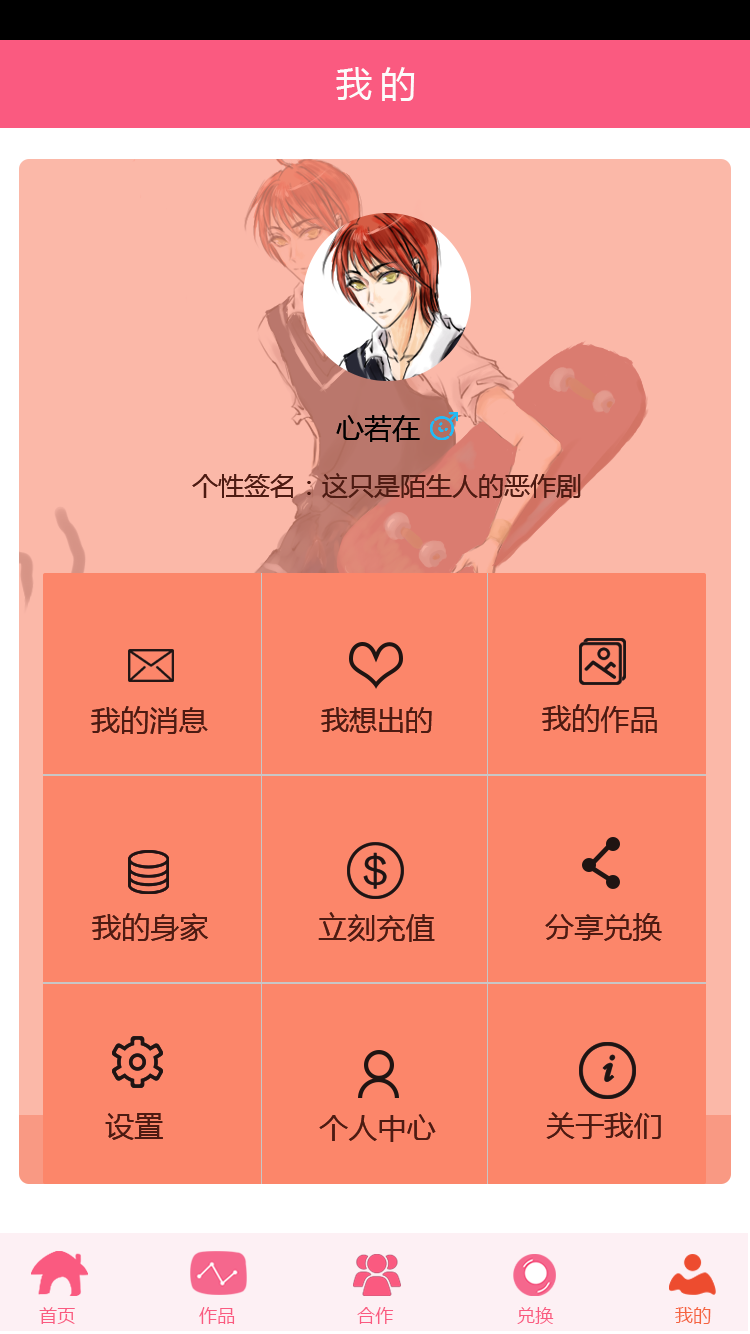 我的
心若在
个性签名：这只是陌生人的恶作剧
我的消息 我想出的 我的作品
我的身家 立刻充值 分享兑换
设置 个人中心 关于我们
首页 作品 合作 兑换 我的